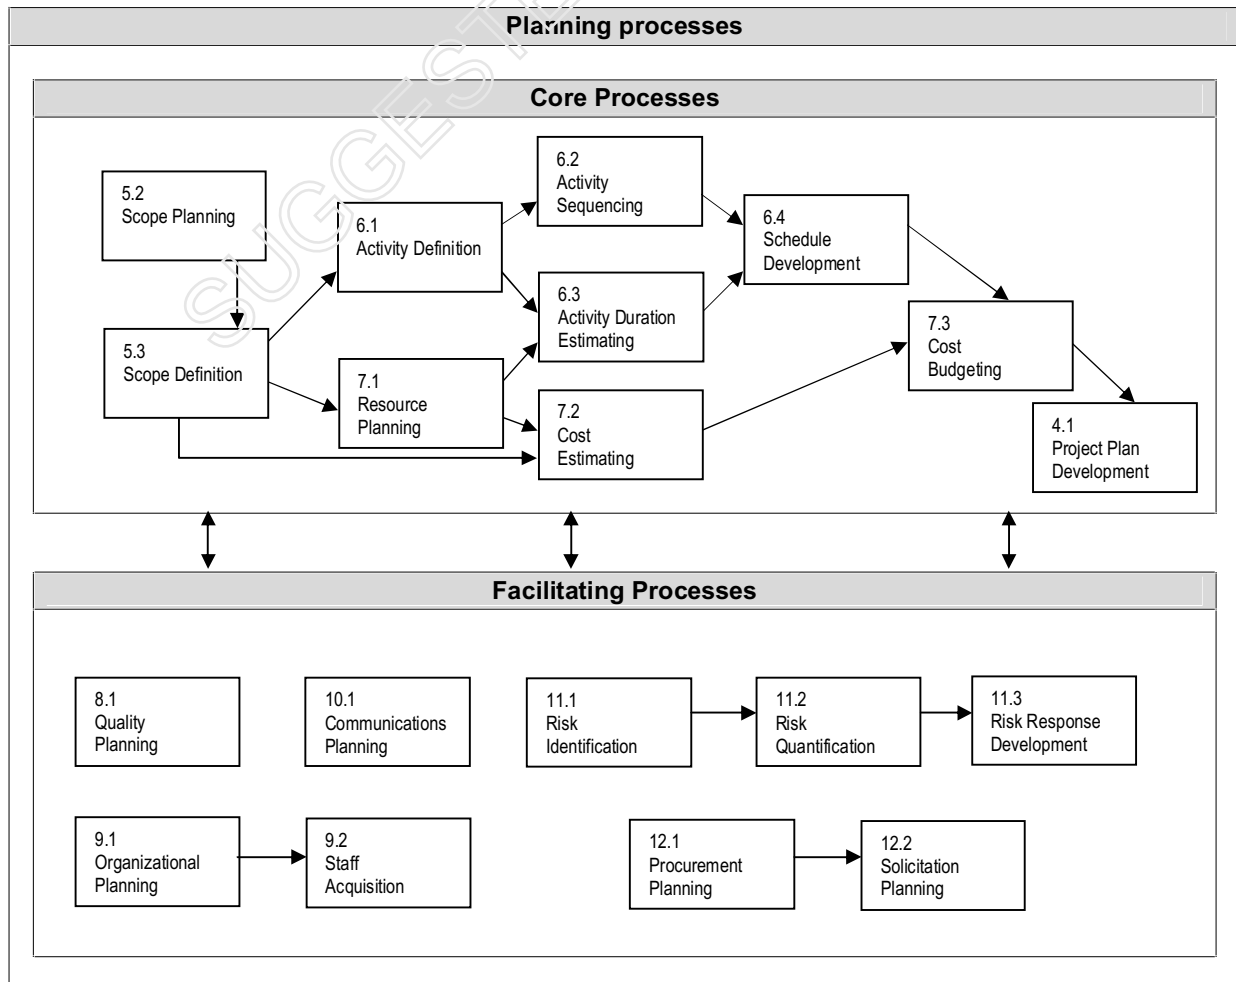 Planning processes
Core Processes
5.2
Scope Planning
5.3
Scope Definition
6.1
Activity Definition
7.1
Resource
Planning
6.2
Activity
Sequencing
6.3
Activity Duration
Estimating
7.2
Cost
Estimating
6.4
Schedule
Development
7.3
Cost
Budgeting
4.1
Project Plan
Development
Facilitating Processes
8.1
Quality
Planning
10.1
Communications
Planning
11.1
Risk
Identification
11.2
Risk
Quantification
11.3
Risk Response
Development
9.1
Organizational
Planning
9.2
Staff
Acquisition
12.1
Procurement
Planning
12.2
Solicitation
Planning